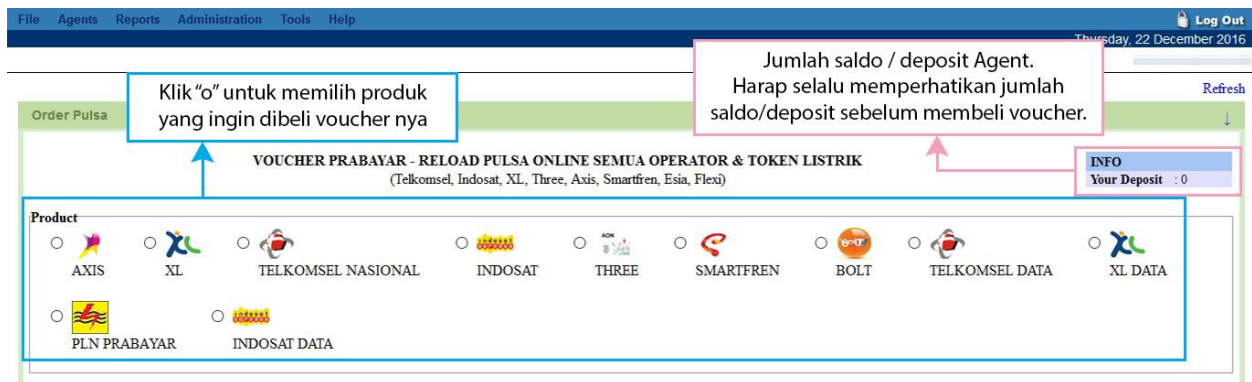 File Agents Reports Administration Tools Help
Log Out
Thursday, 22 December 2016
Jumlah saldo / deposit Agent.
Harap selalu memperhatikan jumlah
saldo/deposit sebelum membeli voucher.
Klik "o" untuk memilih produk
yang ingin dibeli voucher nya
Refresh
Order Pulsa
↓
VOUCHER PRABAYAR - RELOAD PULSA ONLINE SEMUA OPERATOR & TOKEN LISTRIK
(Telkomsel, Indosat, XL, Three, Axis, Smartfren, Esia, Flexi)
INFO
Your Deposit : 0
Product
AXIS XL TELKOMSEL NASIONAL INDOSAT THREE SMARTFREN BOLT TELKOMSEL DATA XL DATA
PLN PRABAYAR INDOSAT DATA